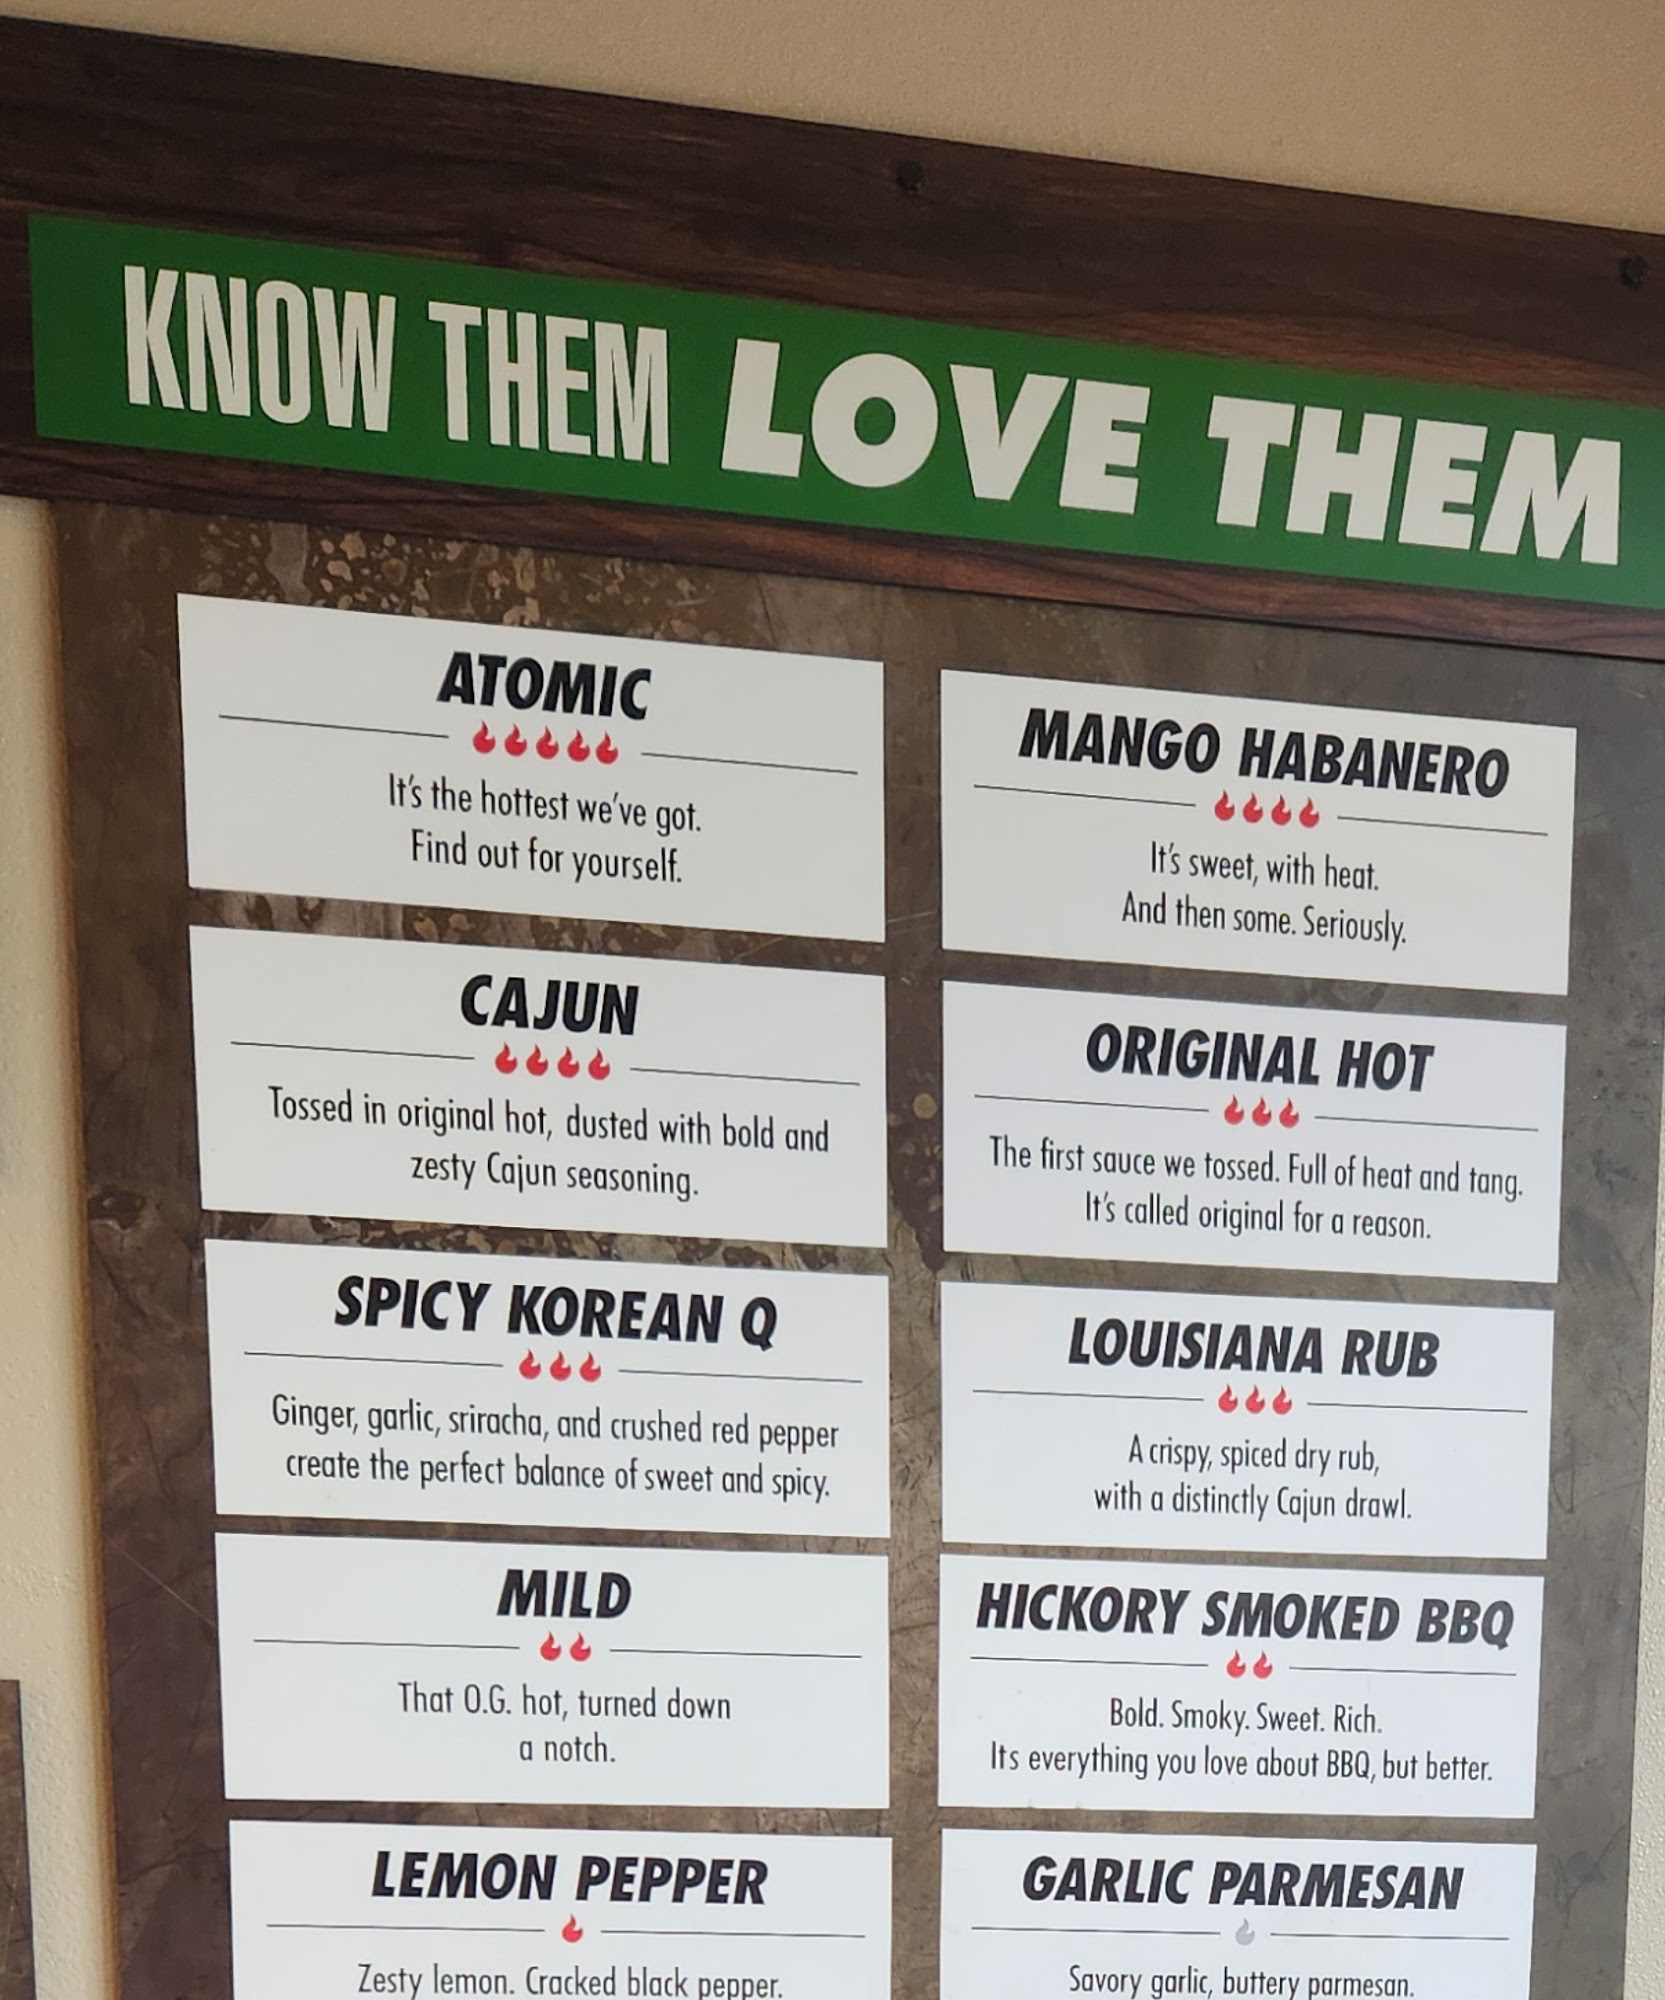 KNOW THEM LOVE THEM
ATOMIC
It's the hottest we've got.
Find out for yourself.
MANGO HABANERO
It's sweet, with heat.
And then some. Seriously.
CAJUN
Tossed in original hot, dusted with bold and
zesty Cajun seasoning.
ORIGINAL HOT
The first sauce we tossed. Full of heat and tang.
It's called original for a reason.
SPICY KOREAN Q
Ginger, garlic, sriracha, and crushed red pepper
create the perfect balance of sweet and spicy.
LOUISIANA RUB
A crispy, spiced dry rub,
with a distinctly Cajun drawl.
MILD
That O.G. hot, turned down
a notch.
HICKORY SMOKED BBQ
Bold. Smoky. Sweet. Rich.
Its everything you love about BBQ, but better.
LEMON PEPPER
Zesty lemon. Cracked black pepper.
GARLIC PARMESAN
Savory garlic, buttery parmesan.